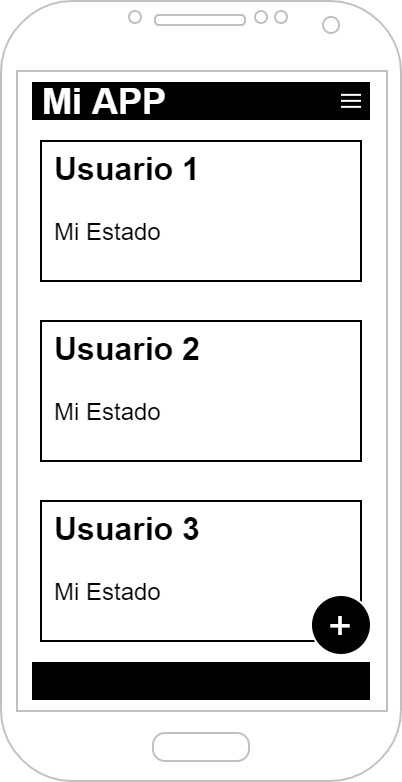 Mi APP
Usuario 1
Mi Estado
Usuario 2
Mi Estado
Usuario 3
Mi Estado
+